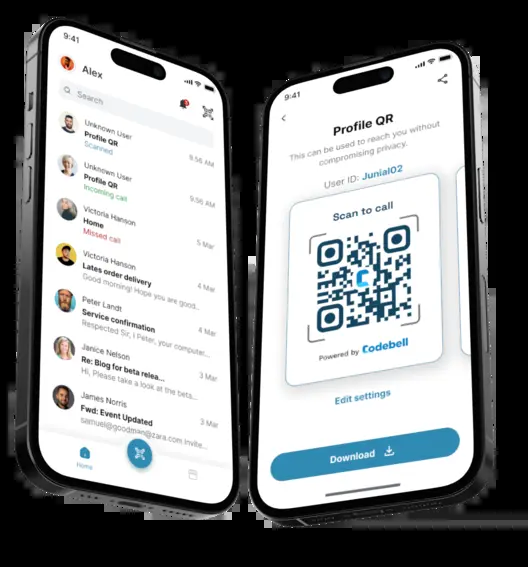 9:41
Alex
Search
Unknown User
Profile QR
Scanned
9:56 AM
Unknown User
Profile QR
Incoming call
9:56 AM
Victoria Hanson
Home
Missed call
5 Mar
Victoria Hanson
Lates order delivery
Good morning! Hope you are good..
4 Mar
Peter Landt
Service confirmation
Respected Sir, I Peter, your computer...
4 Mar
Janice Nelson
Re: Blog for beta relea...
Hi, Please take a look at the beta...
3 Mar
James Norris
Fwd: Event Updated
samuel@goodman@zara.com invite...
3 Mar
Home
9:41
Profile QR
This can be used to reach you without
compromising privacy.
User ID: Junial02
Scan to call
Powered by Codebell
Edit settings
Download